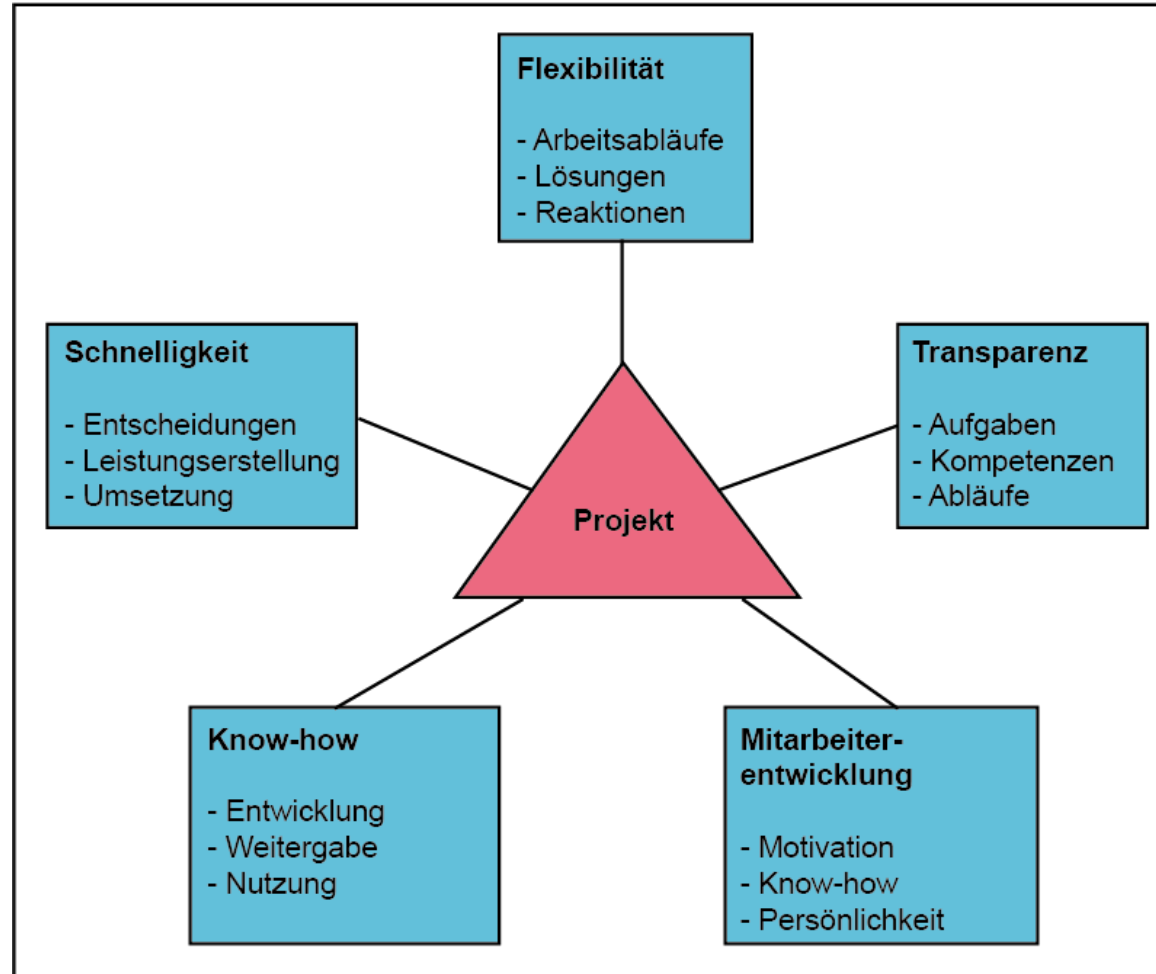 Flexibilität
- Arbeitsabläufe
- Lösungen
- Reaktionen
Schnelligkeit
- Entscheidungen
- Leistungserstellung
- Umsetzung
Transparenz
- Aufgaben
- Kompetenzen
- Abläufe
Projekt
Know-how
- Entwicklung
- Weitergabe
- Nutzung
Mitarbeiter-
entwicklung
- Motivation
- Know-how
- Persönlichkeit